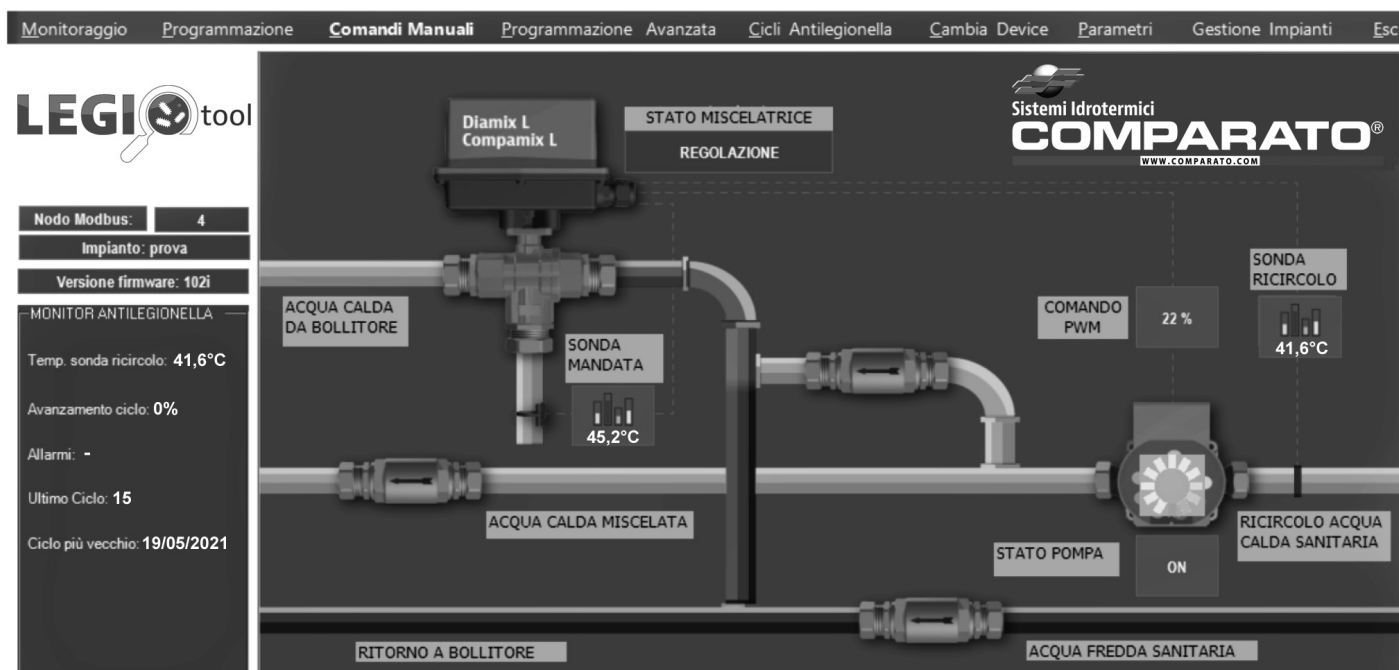 Monitoraggio Programmazione Comandi Manuali Programmazione Avanzata Cicli Antilegionella Cambia Device Parametri Gestione Impianti Esc
LEGIOtool
Diamix L
Compamix L
STATO MISCELATRICE
REGOLAZIONE
Sistemi Idrotermici
COMPARATO®
WWW.COMPARATO.COM
Nodo Modbus: 4
Impianto: prova
Versione firmware: 102i
MONITOR ANTILEGIONELLA
Temp. sonda ricircolo: 41,6°C
Avanzamento ciclo: 0%
Allarmi: -
Ultimo Ciclo: 15
Ciclo più vecchio: 19/05/2021
ACQUA CALDA
DA BOLLITORE
SONDA
MANDATA
45,2°C
COMANDO
PWM
22 %
SONDA
RICIRCOLO
41,6°C
ACQUA CALDA MISCELATA
STATO POMPA
ON
RICIRCOLO ACQUA
CALDA SANITARIA
RITORNO A BOLLITORE
ACQUA FREDDA SANITARIA